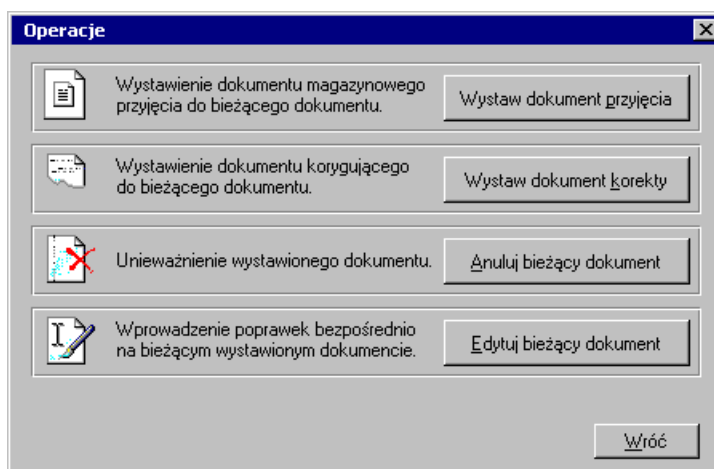 Operacje
Wystawienie dokumentu magazynowego
przyjęcia do bieżącego dokumentu.
Wystaw dokument przyjęcia
Wystawienie dokumentu korygującego
do bieżącego dokumentu.
Wystaw dokument korekty
Unieważnienie wystawionego dokumentu.
Anuluj bieżący dokument
Wprowadzenie poprawek bezpośrednio
na bieżącym wystawionym dokumencie.
Edytuj bieżący dokument
Wróć